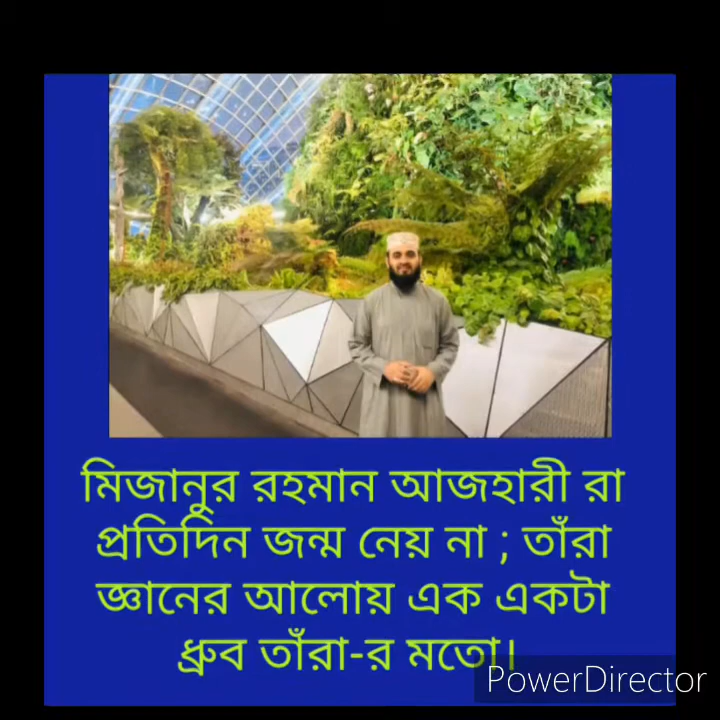 মিজানুর রহমান আজহারী রা
প্রতিদিন জন্ম নেয় না ; তাঁরা
জ্ঞানের আলোয় এক একটা
ধ্রুব তাঁরা-র মতো।
PowerDirector